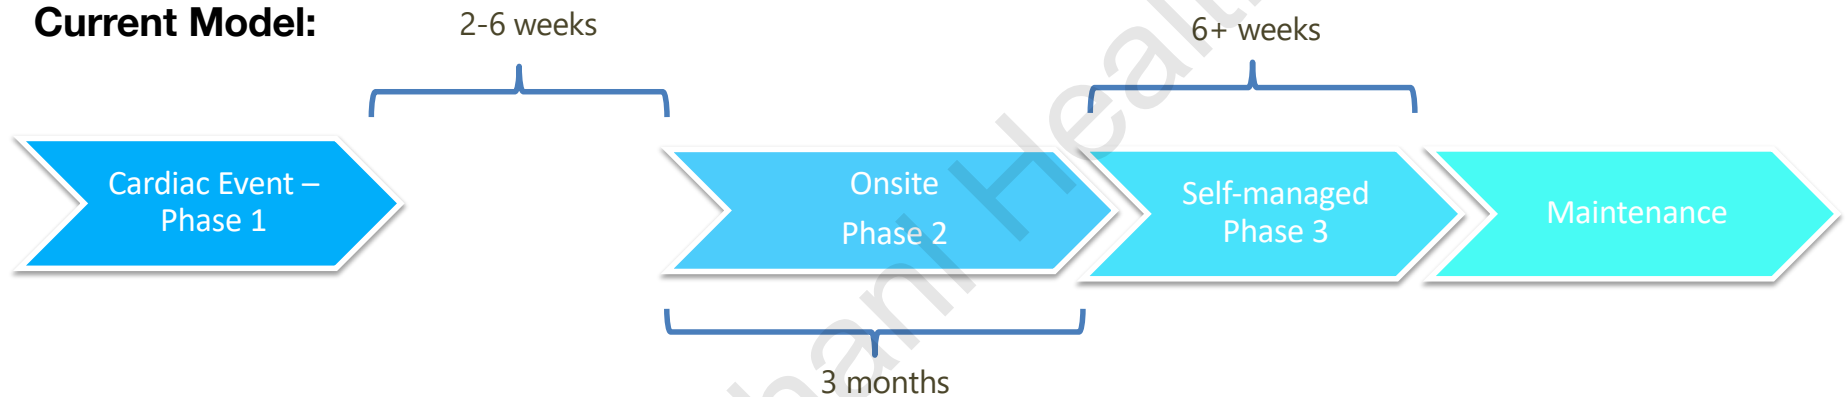 Current Model:
2-6 weeks
6+ weeks
Cardiac Event –
Phase 1
Onsite
Phase 2
Self-managed
Phase 3
Maintenance
3 months